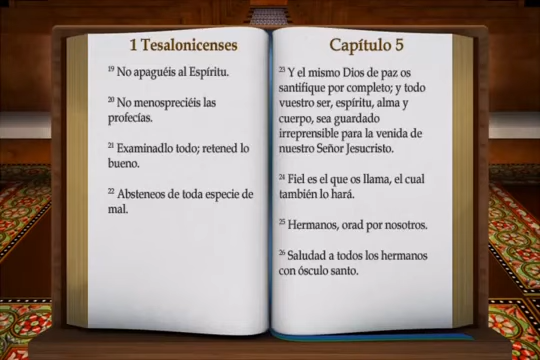 1 Tesalonicenses
19 No apaguéis al Espíritu.
20 No menospreciéis las
profecías.
21 Examinadlo todo; retened lo
bueno.
22 Absteneos de toda especie de
mal.
Capítulo 5
23 Y el mismo Dios de paz os
santifique por completo; y todo
vuestro ser, espíritu, alma y
cuerpo, sea guardado
irreprensible para la venida de
nuestro Señor Jesucristo.
24 Fiel es el que os llama, el cual
también lo hará.
25 Hermanos, orad por nosotros.
26 Saludad a todos los hermanos
con ósculo santo.